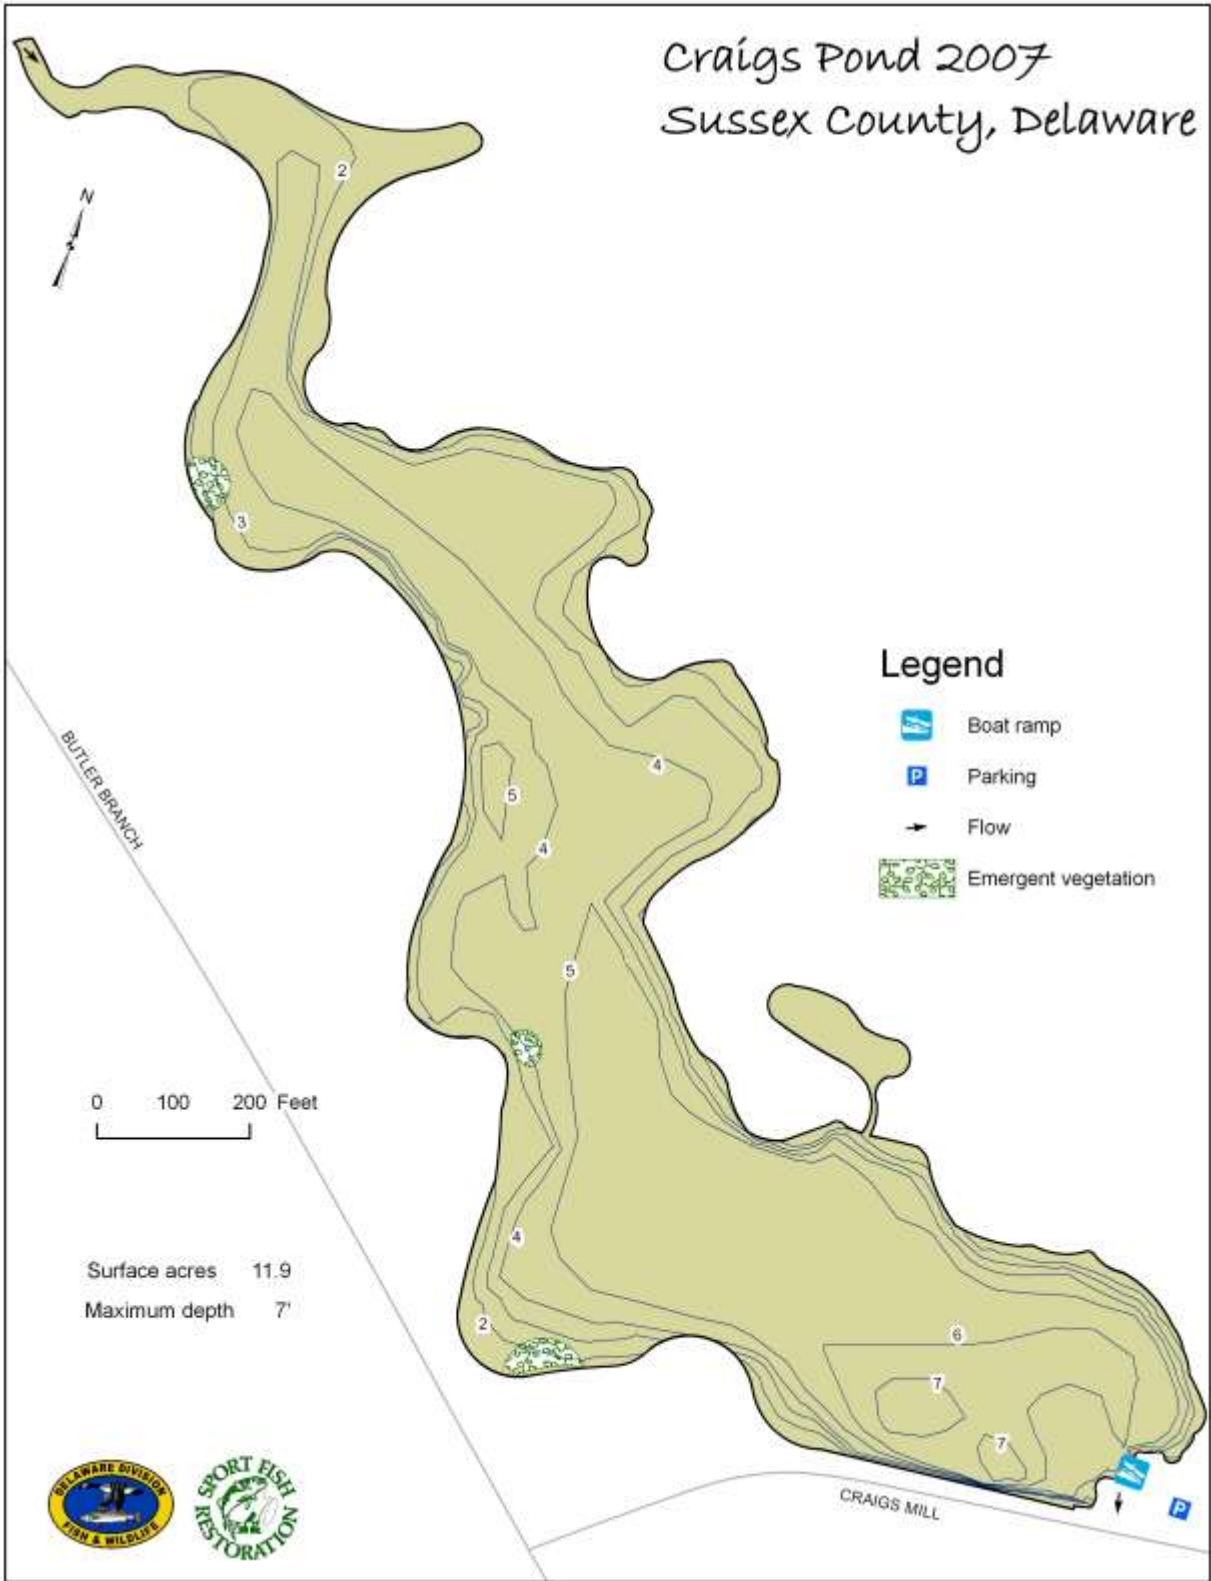 Craigs Pond 2007
Sussex County, Delaware
N
2
3
Legend
Boat ramp
P Parking
Flow
Emergent vegetation
BUTLER BRANCH
4
5
4
5
0 100 200 Feet
4
Surface acres 11.9
Maximum depth 7'
2
6
7
7
DELAWARE DIVISION
FISH & WILDLIFE
SPORT FISH
RESTORATION
CRAIGS MILL
P